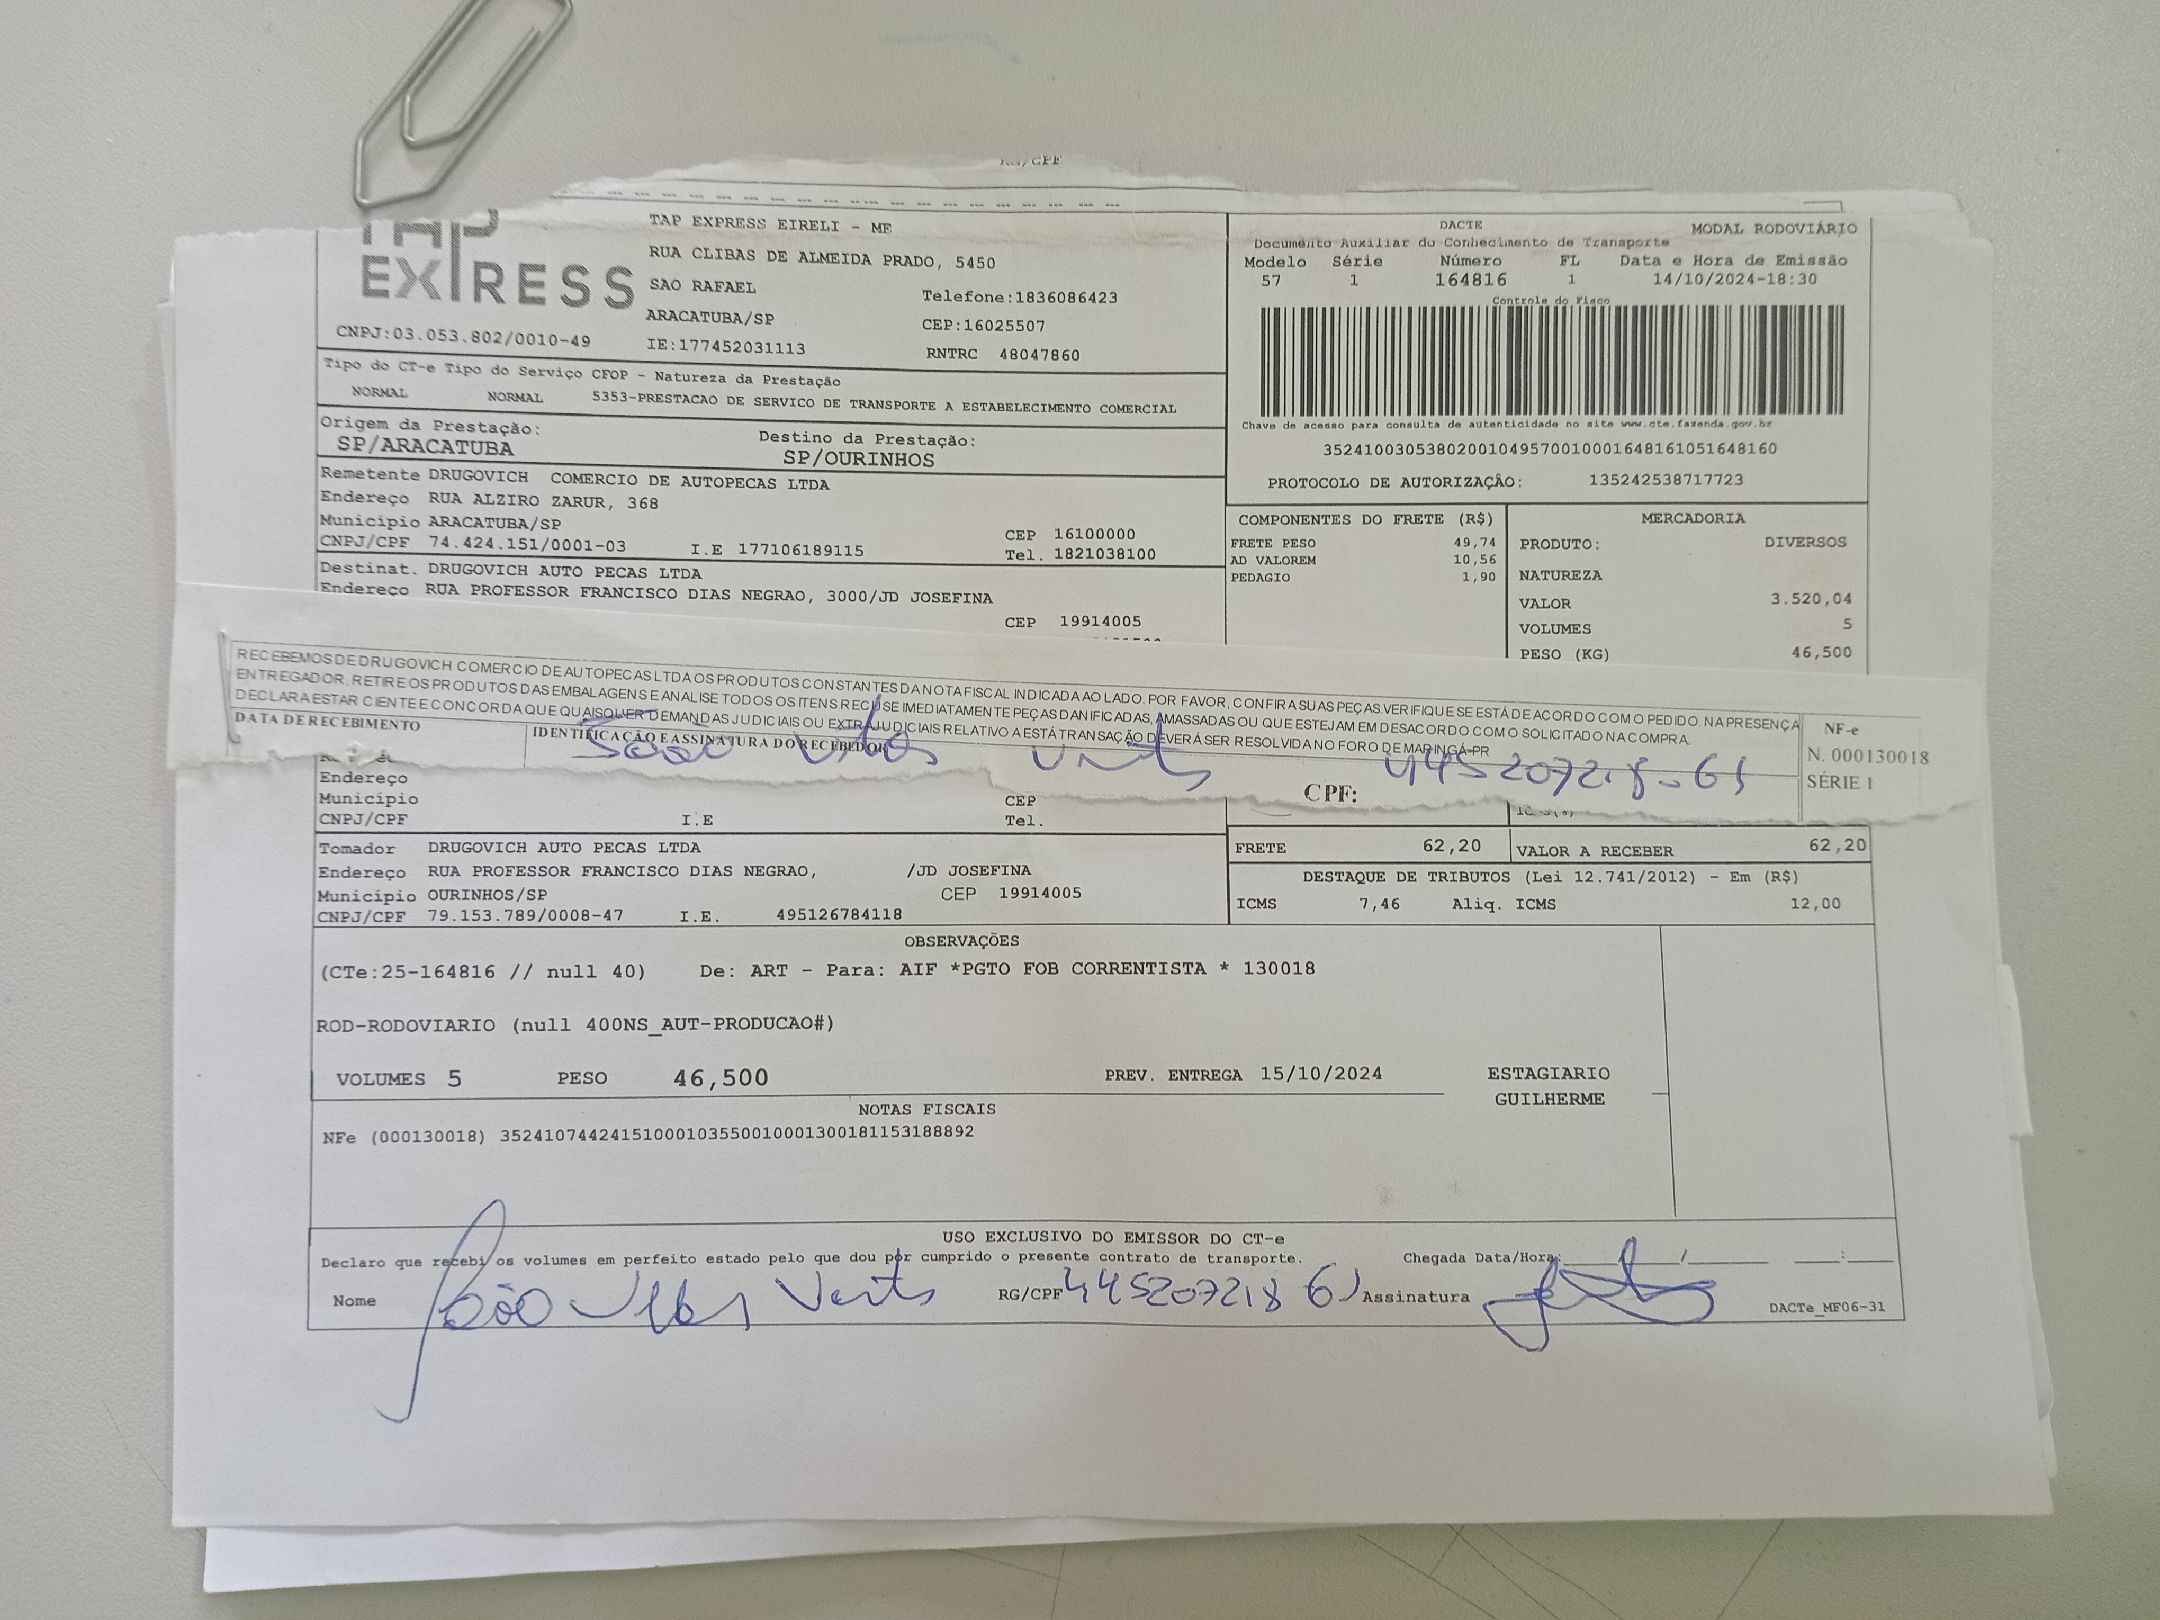 RG/CPF
TAP
EXPRESS
CNPJ:03.053.802/0010-49
TAP EXPRESS EIRELI - ME
RUA CLIBAS DE ALMEIDA PRADO, 5450
SAO RAFAEL
Telefone:1836086423
ARACATUBA/SP
CEP:16025507
IE:177452031113
RNTRC 48047860
DACTE
MODAL RODOVIÁRIO
Documento Auxiliar do Conhecimento de Transporte
Modelo Série Número FL Data e Hora de Emissão
57 1 164816 1 14/10/2024-18:30
Controle do Fisco
Chave de acesso para consulta de autenticidade no site www.cte.fazenda.gov.br
35241003053802001049570010001648161051648160
PROTOCOLO DE AUTORIZAÇÃO: 135242538717723
Tipo do CT-e Tipo do Serviço CFOP - Natureza da Prestação
NORMAL NORMAL 5353-PRESTACAO DE SERVICO DE TRANSPORTE A ESTABELECIMENTO COMERCIAL
Origem da Prestação: Destino da Prestação:
SP/ARACATUBA SP/OURINHOS
Remetente DRUGOVICH COMERCIO DE AUTOPECAS LTDA
Endereço RUA ALZIRO ZARUR, 368
Município ARACATUBA/SP CEP 16100000
CNPJ/CPF 74.424.151/0001-03 I.E 177106189115 Tel. 1821038100
Destinat. DRUGOVICH AUTO PECAS LTDA
Endereço RUA PROFESSOR FRANCISCO DIAS NEGRAO, 3000/JD JOSEFINA
CEP 19914005
COMPONENTES DO FRETE (R$)
FRETE PESO 49,74
AD VALOREM 10,56
PEDAGIO 1,90
MERCADORIA
PRODUTO: DIVERSOS
NATUREZA
VALOR 3.520,04
VOLUMES 5
PESO (KG) 46,500
RECEBEMOS DE DRUGOVICH COMERCIO DE AUTOPECAS LTDA OS PRODUTOS CONSTANTES DA NOTA FISCAL INDICADA AO LADO. POR FAVOR, CONFIRA SUAS PEÇAS. VERIFIQUE SE ESTÁ DE ACORDO COM O PEDIDO. NA PRESENÇA
ENTREGADOR, RETIRE OS PRODUTOS DAS EMBALAGENS E ANALISE TODOS OS ITENS RECUSE IMEDIATAMENTE PEÇAS DANIFICADAS, AMASSADAS OU QUE ESTEJAM EM DESACORDO COM O SOLICITADO NA COMPRA.
DECLARA ESTAR CIENTE E CONCORDA QUE QUAISQUER DEMANDAS JUDICIAIS OU EXTRAJUDICIAIS RELATIVO A ESTÁ TRANSAÇÃO DEVERÁ SER RESOLVIDA NO FORO DE MARINGÁ-PR
DATA DE RECEBIMENTO
IDENTIFICAÇÃO E ASSINATURA DO RECEBEDOR
João
CPF:
NF-e
N. 000130018
SÉRIE 1
Endereço
Município CEP
CNPJ/CPF I.E Tel.
Tomador DRUGOVICH AUTO PECAS LTDA
Endereço RUA PROFESSOR FRANCISCO DIAS NEGRAO, /JD JOSEFINA
Município OURINHOS/SP CEP 19914005
CNPJ/CPF 79.153.789/0008-47 I.E. 495126784118
FRETE 62,20 VALOR A RECEBER 62,20
DESTAQUE DE TRIBUTOS (Lei 12.741/2012) - Em (R$)
ICMS 7,46 Aliq. ICMS 12,00
OBSERVAÇÕES
(CTe:25-164816 // null 40) De: ART - Para: AIF *PGTO FOB CORRENTISTA * 130018
ROD-RODOVIARIO (null 400NS_AUT-PRODUCAO#)
VOLUMES 5 PESO 46,500 PREV. ENTREGA 15/10/2024 ESTAGIARIO
GUILHERME
NOTAS FISCAIS
NFe (000130018) 35241074424151000103550010001300181153188892
USO EXCLUSIVO DO EMISSOR DO CT-e
Declaro que recebi os volumes em perfeito estado pelo que dou por cumprido o presente contrato de transporte. Chegada Data/Hora: / :
Nome João RG/CPF Assinatura
DACTe_MF06-31